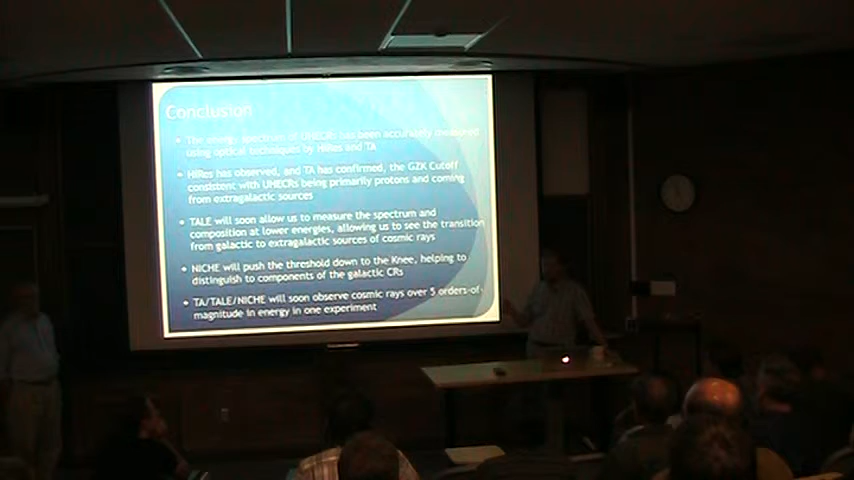 Conclusion
• The energy spectrum of UHECRs has been accurately measured
using optical techniques by HiRes and TA
• HiRes has observed, and TA has confirmed, the GZK Cutoff
consistent with UHECRs being primarily protons and coming
from extragalactic sources
• TALE will soon allow us to measure the spectrum and
composition at lower energies, allowing us to see the transition
from galactic to extragalactic sources of cosmic rays
• NICHE will push the threshold down to the Knee, helping to
distinguish to components of the galactic CRs
• TA/TALE/NICHE will soon observe cosmic rays over 5 orders-of-
magnitude in energy in one experiment